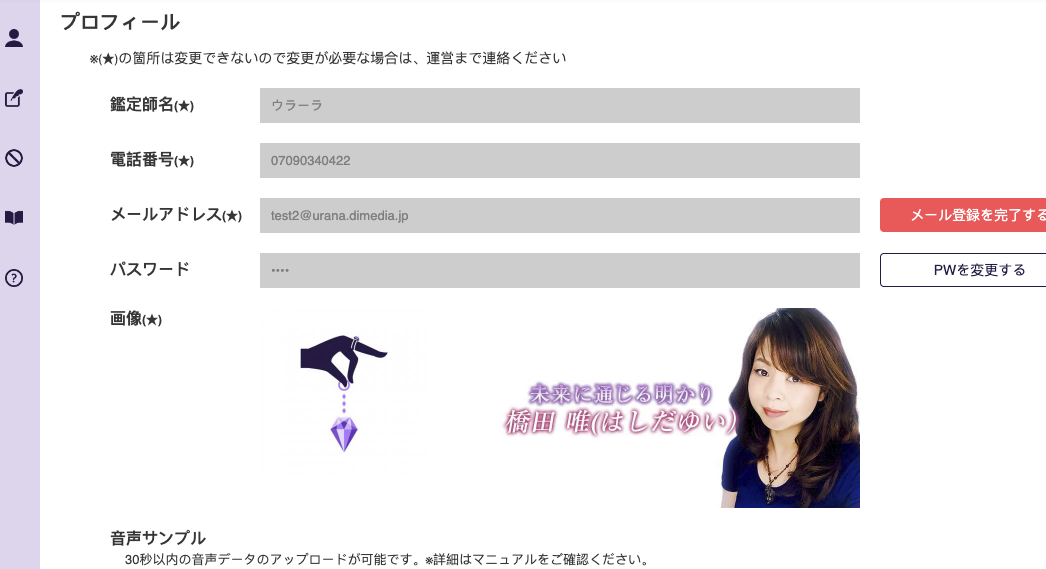 プロフィール
※(★)の箇所は変更できないので変更が必要な場合は、運営まで連絡ください
鑑定師名(★)
ウラーラ
電話番号(★)
07090340422
メールアドレス(★)
test2@urana.dimedia.jp
メール登録を完了する
パスワード
••••
PWを変更する
画像(★)
未来に通じる明かり
橋田 唯(はしだゆい)
音声サンプル
30秒以内の音声データのアップロードが可能です。※詳細はマニュアルをご確認ください。